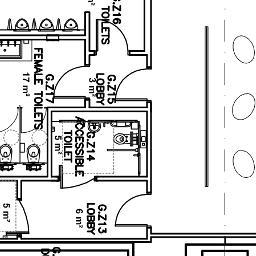 G.Z16
TOILETS
G.Z17
FEMALE TOILETS
17 m²
G.Z15
LOBBY
3 m²
G.Z14
ACCESSIBLE
TOILET
5 m²
G.Z13
LOBBY
6 m²
5 m²